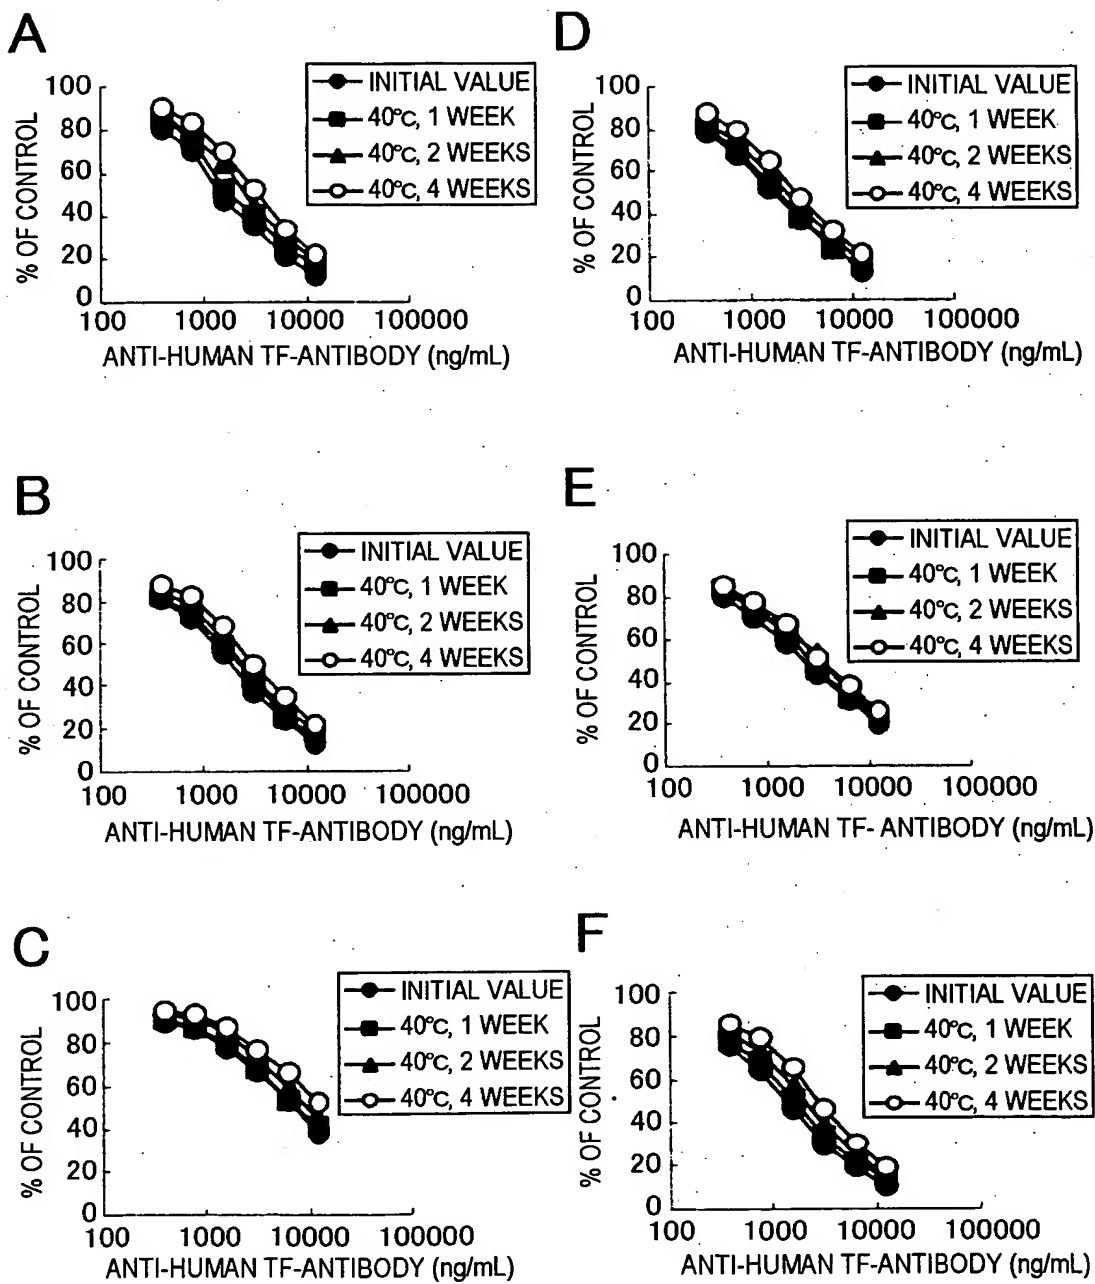 A
% OF CONTROL
100
80
60
40
20
0
100 1000 10000 100000
ANTI-HUMAN TF-ANTIBODY (ng/mL)
INITIAL VALUE
40°C, 1 WEEK
40°C, 2 WEEKS
40°C, 4 WEEKS
D
% OF CONTROL
100
80
60
40
20
0
100 1000 10000 100000
ANTI-HUMAN TF-ANTIBODY (ng/mL)
INITIAL VALUE
40°C, 1 WEEK
40°C, 2 WEEKS
40°C, 4 WEEKS
B
% OF CONTROL
100
80
60
40
20
0
100 1000 10000 100000
ANTI-HUMAN TF-ANTIBODY (ng/mL)
INITIAL VALUE
40°C, 1 WEEK
40°C, 2 WEEKS
40°C, 4 WEEKS
E
% OF CONTROL
100
80
60
40
20
0
100 1000 10000 100000
ANTI-HUMAN TF- ANTIBODY (ng/mL)
INITIAL VALUE
40°C, 1 WEEK
40°C, 2 WEEKS
40°C, 4 WEEKS
C
% OF CONTROL
100
80
60
40
20
0
100 1000 10000 100000
ANTI-HUMAN TF-ANTIBODY (ng/mL)
INITIAL VALUE
40°C, 1 WEEK
40°C, 2 WEEKS
40°C, 4 WEEKS
F
% OF CONTROL
100
80
60
40
20
0
100 1000 10000 100000
ANTI-HUMAN TF-ANTIBODY (ng/mL)
INITIAL VALUE
40°C, 1 WEEK
40°C, 2 WEEKS
40°C, 4 WEEKS